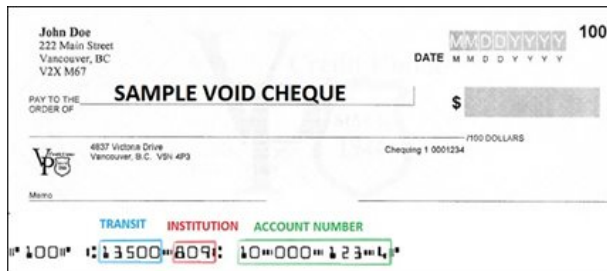 John Doe
222 Main Street
Vancouver, BC
V2X M67
100
DATE
MMDDYYYY
M M D D Y Y Y Y
PAY TO THE
ORDER OF
SAMPLE VOID CHEQUE
$
/100 DOLLARS
VP
4837 Victoria Drive
Vancouver, B.C. V5N 4P3
Chequing 1 0001234
Memo
TRANSIT INSTITUTION ACCOUNT NUMBER
⑈100⑈ ⑆13500⑉809⑆ 10⑉000⑉123⑉4⑈